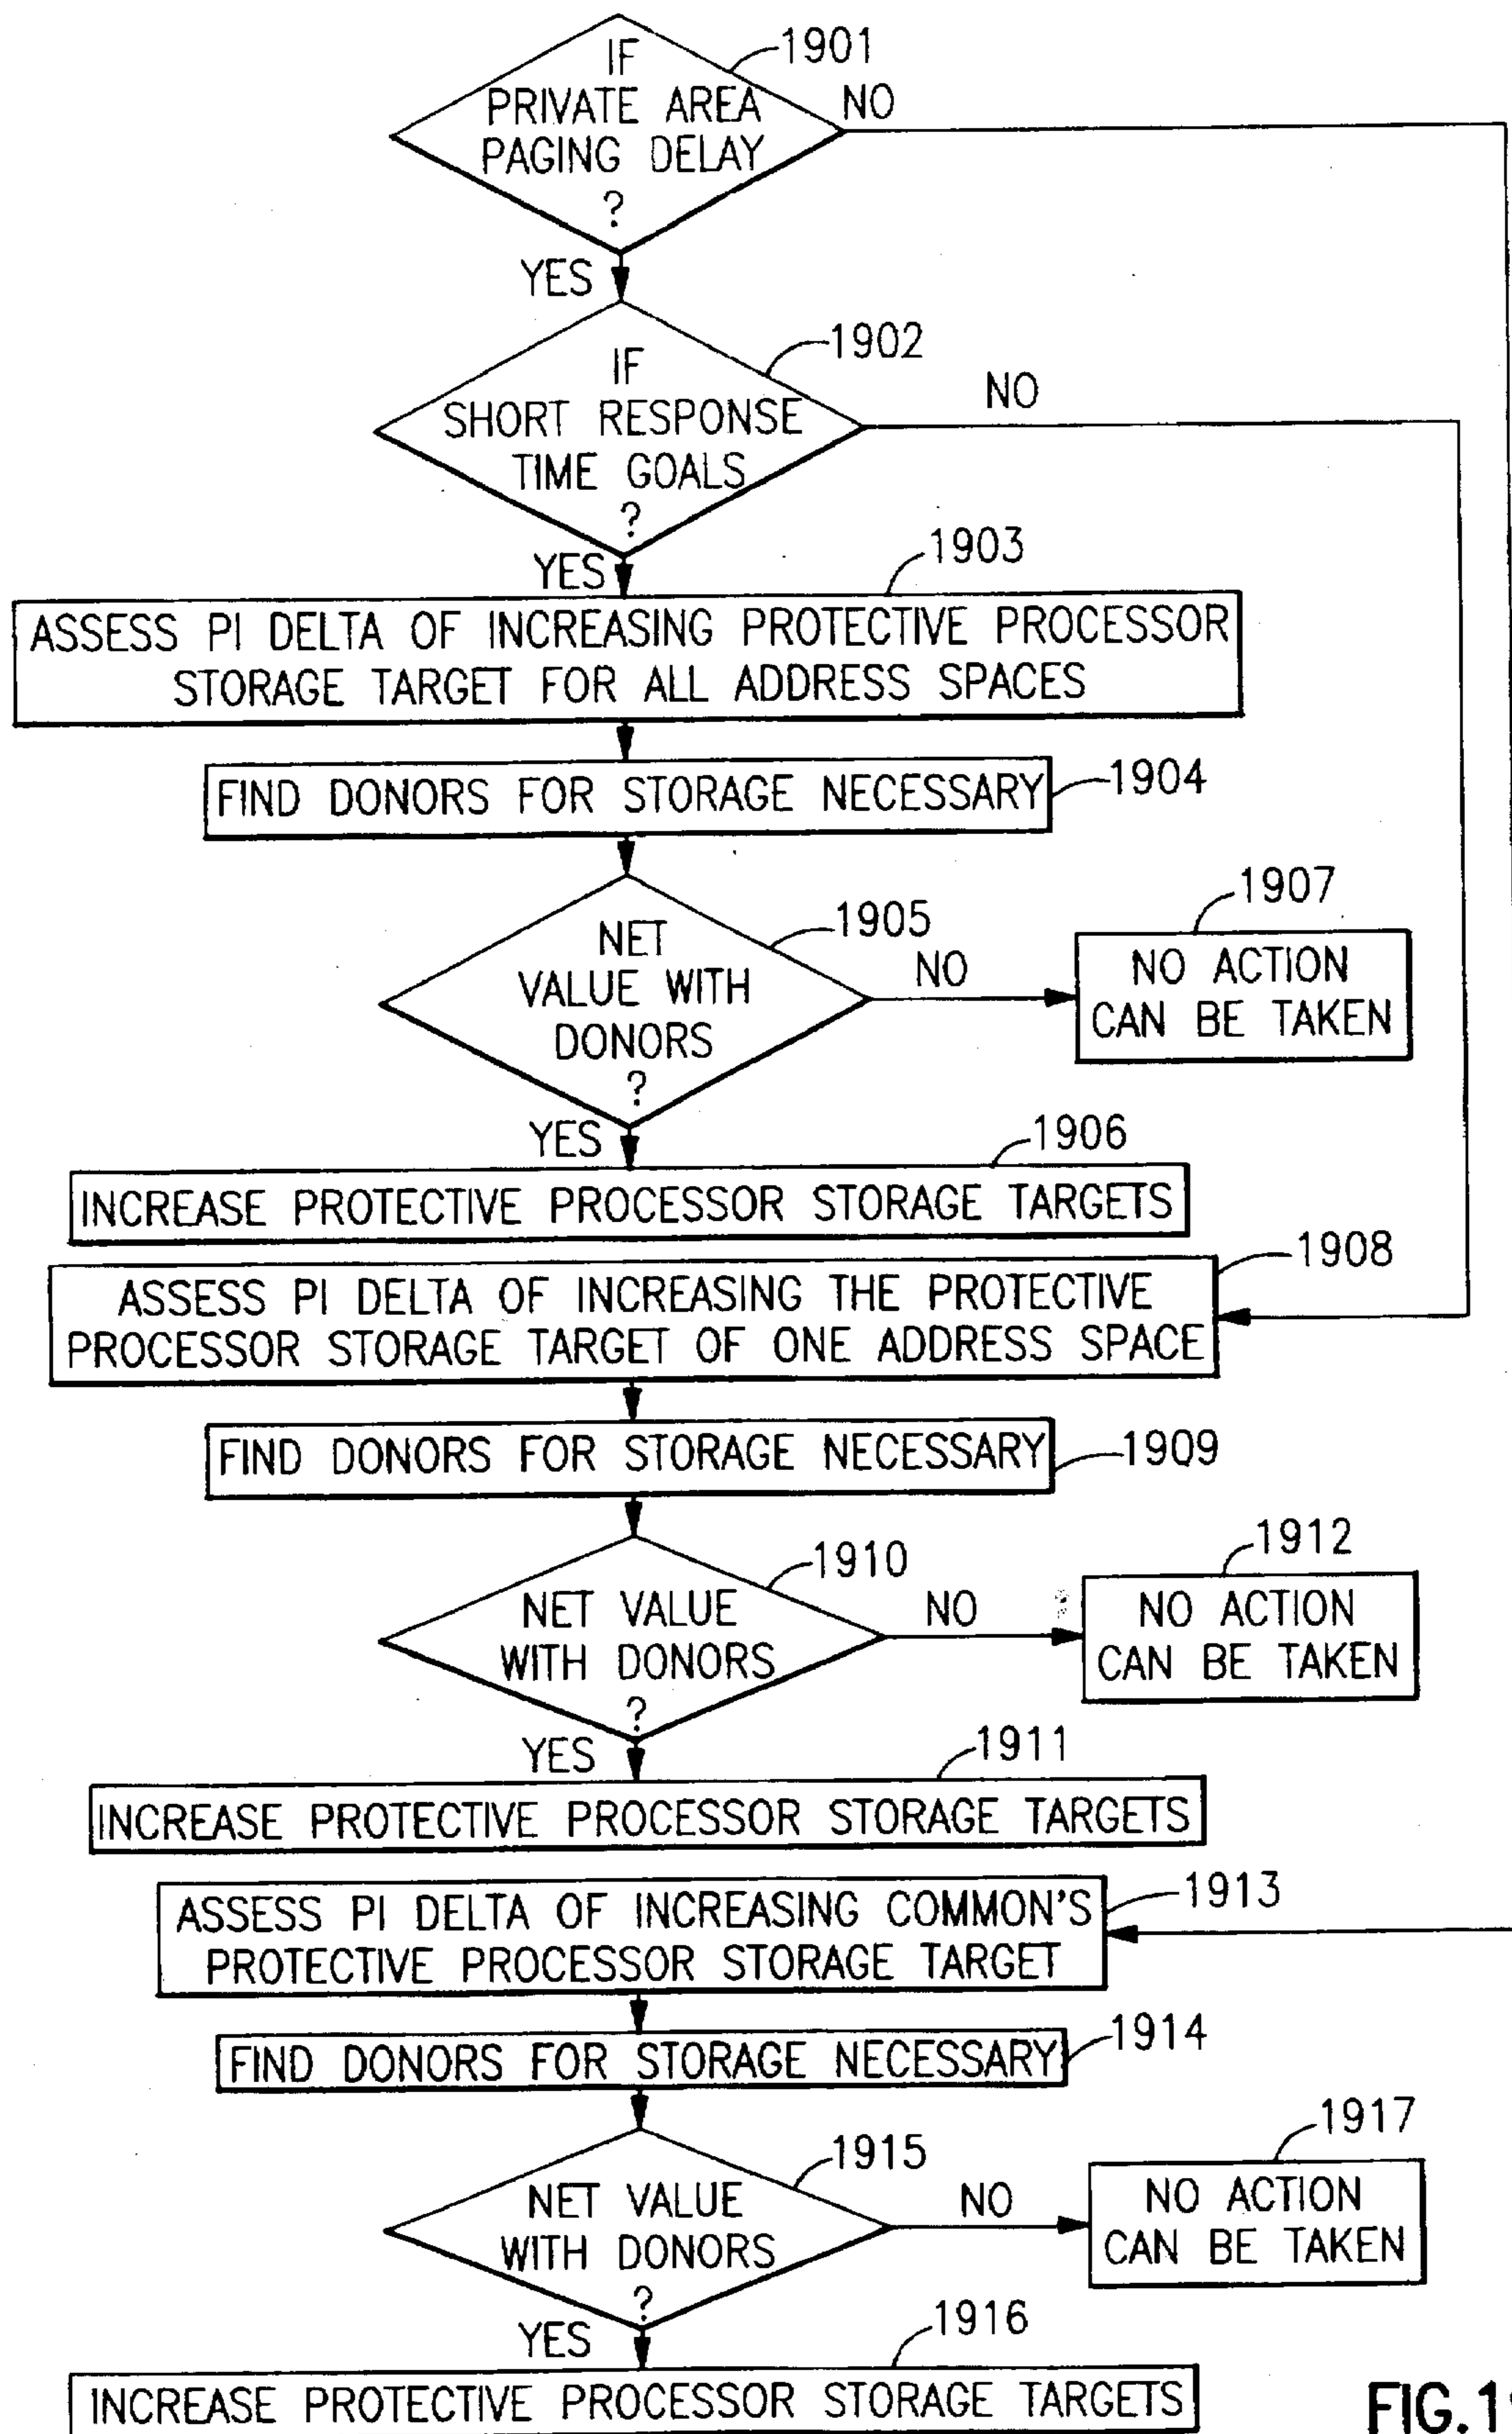 IF
PRIVATE AREA
PAGING DELAY
?
1901
NO
YES
IF
SHORT RESPONSE
TIME GOALS
?
1902
NO
YES
1903
ASSESS PI DELTA OF INCREASING PROTECTIVE PROCESSOR
STORAGE TARGET FOR ALL ADDRESS SPACES
FIND DONORS FOR STORAGE NECESSARY
1904
NET
VALUE WITH
DONORS
?
1905
NO
1907
NO ACTION
CAN BE TAKEN
YES
1906
INCREASE PROTECTIVE PROCESSOR STORAGE TARGETS
1908
ASSESS PI DELTA OF INCREASING THE PROTECTIVE
PROCESSOR STORAGE TARGET OF ONE ADDRESS SPACE
FIND DONORS FOR STORAGE NECESSARY
1909
NET VALUE
WITH DONORS
?
1910
NO
1912
NO ACTION
CAN BE TAKEN
YES
1911
INCREASE PROTECTIVE PROCESSOR STORAGE TARGETS
ASSESS PI DELTA OF INCREASING COMMON'S
PROTECTIVE PROCESSOR STORAGE TARGET
1913
FIND DONORS FOR STORAGE NECESSARY
1914
NET VALUE
WITH DONORS
?
1915
NO
1917
NO ACTION
CAN BE TAKEN
YES
1916
INCREASE PROTECTIVE PROCESSOR STORAGE TARGETS